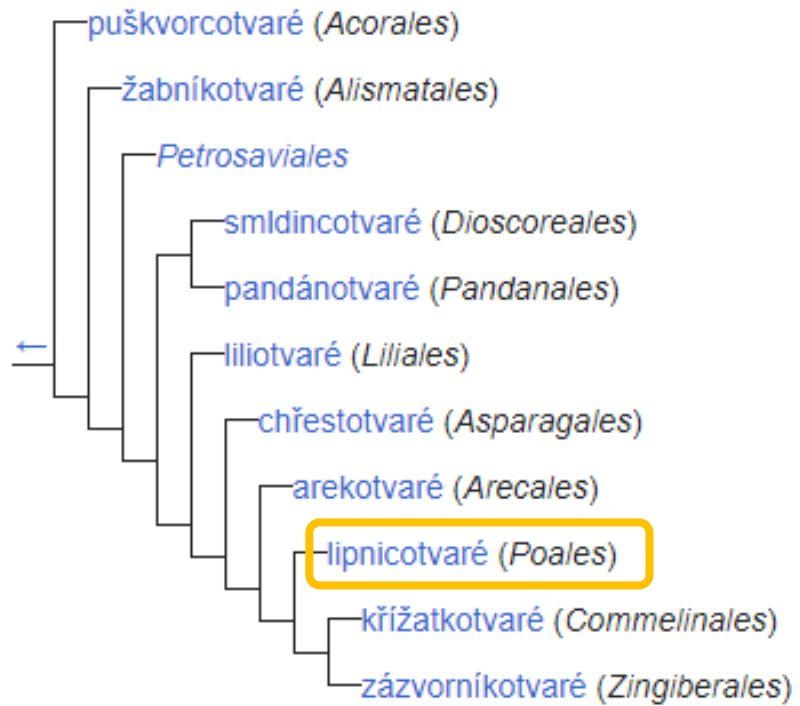 puškvorcotvaré (Acorales)
žabníkotvaré (Alismatales)
Petrosaviales
smldincotvaré (Dioscoreales)
pandánotvaré (Pandanales)
←
liliotvaré (Liliales)
chřestotvaré (Asparagales)
arekotvaré (Arecales)
lipnicotvaré (Poales)
křížatkotvaré (Commelinales)
zázvorníkotvaré (Zingiberales)